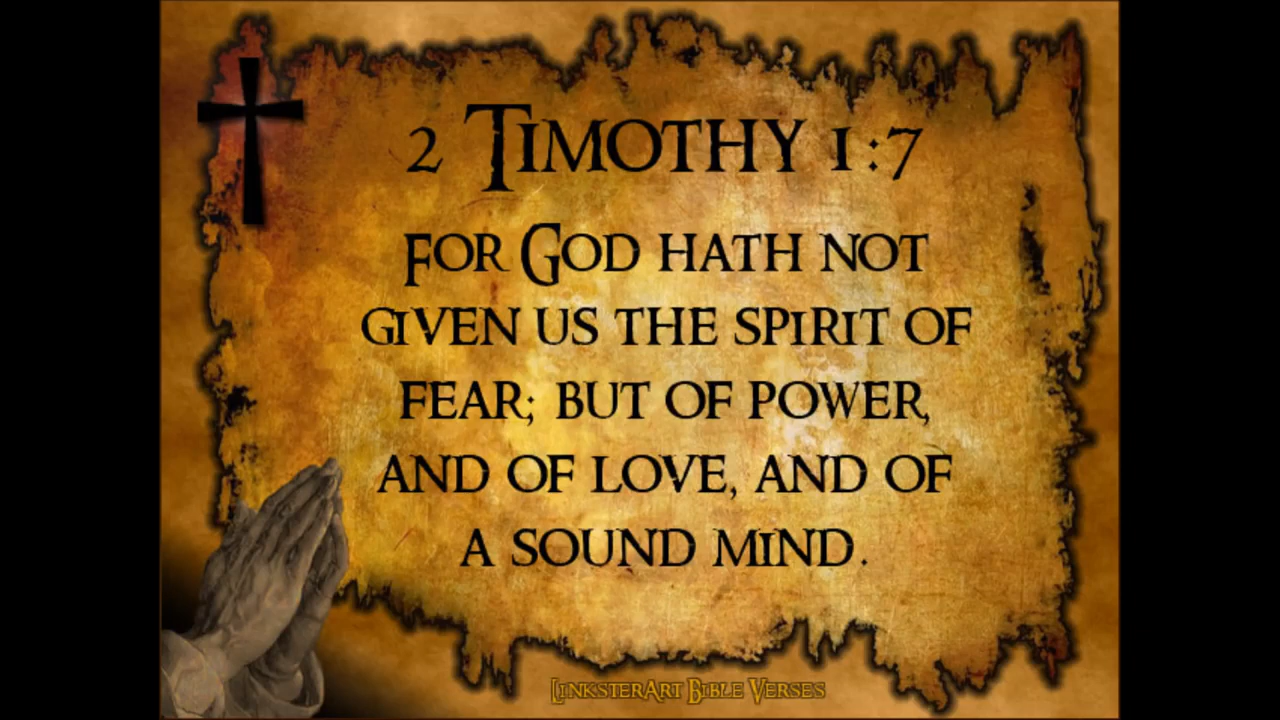 2 Timothy 1:7
For God hath not
given us the spirit of
fear; but of power,
and of love, and of
a sound mind.
LinksterArt Bible Verses